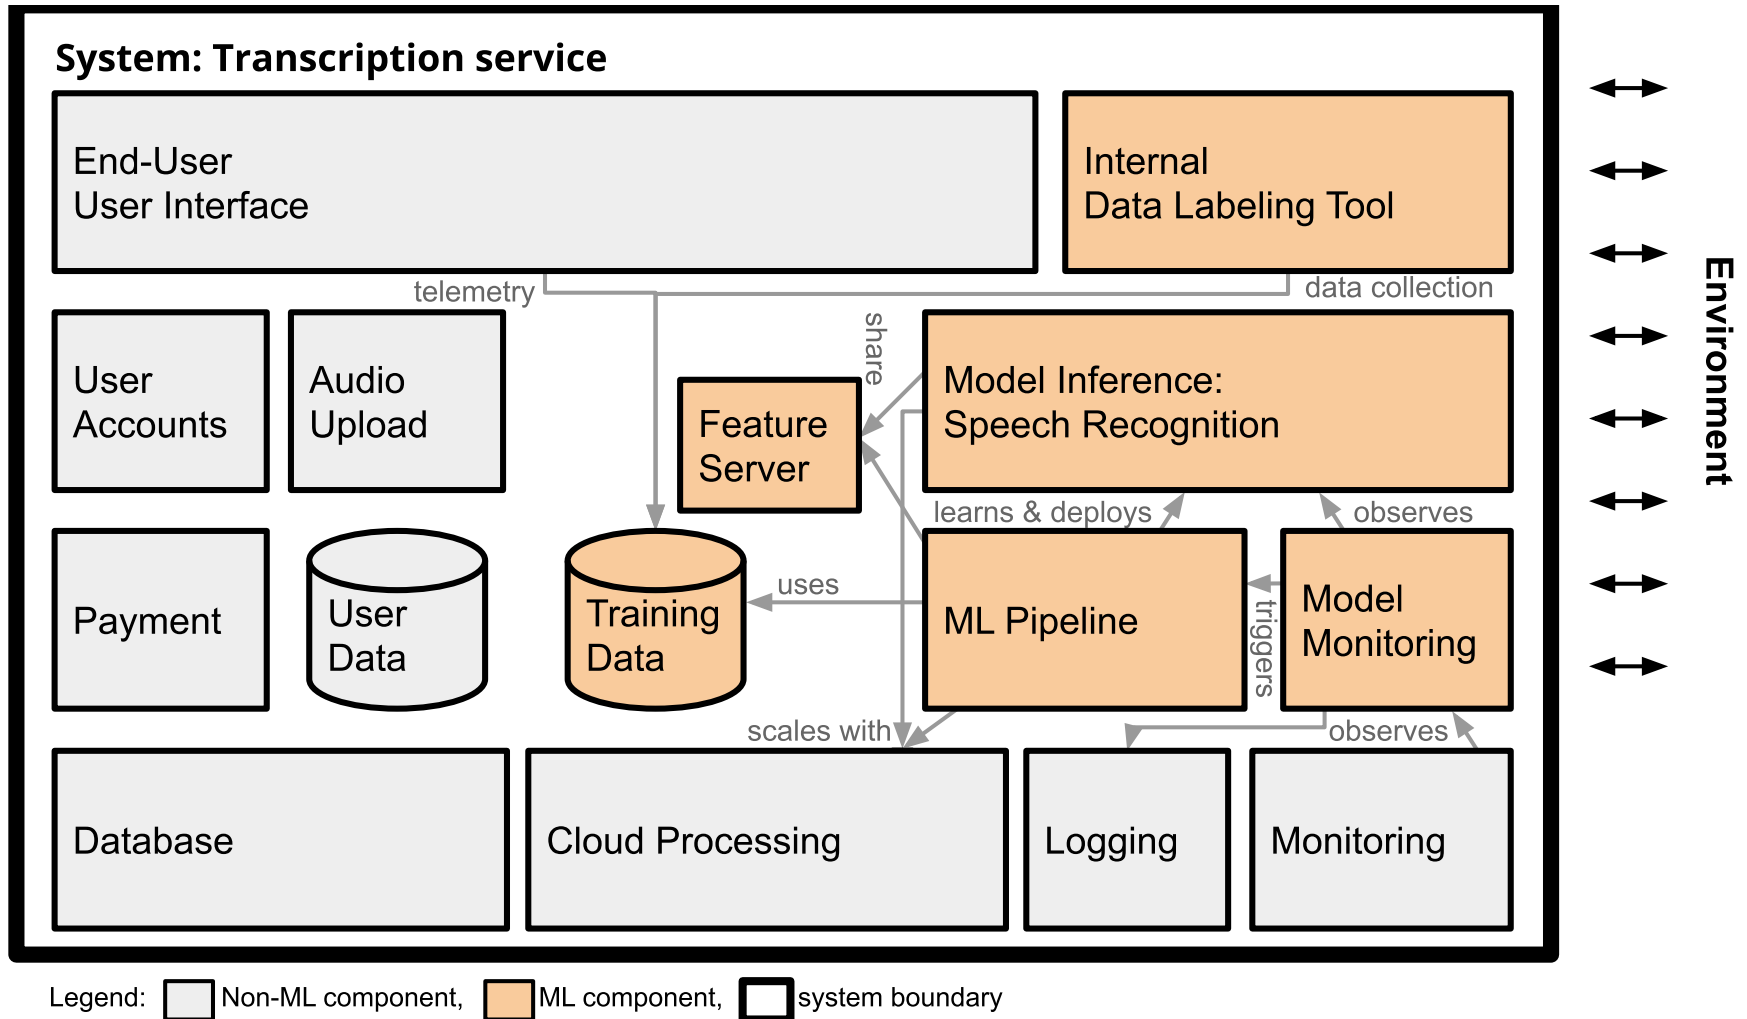 System: Transcription service
End-User
User Interface
Internal
Data Labeling Tool
telemetry
data collection
User
Accounts
Audio
Upload
share
Feature
Server
Model Inference:
Speech Recognition
learns & deploys
observes
Payment
User
Data
Training
Data
uses
ML Pipeline
triggers
Model
Monitoring
scales with
observes
Database
Cloud Processing
Logging
Monitoring
Environment
Legend: Non-ML component, ML component, system boundary